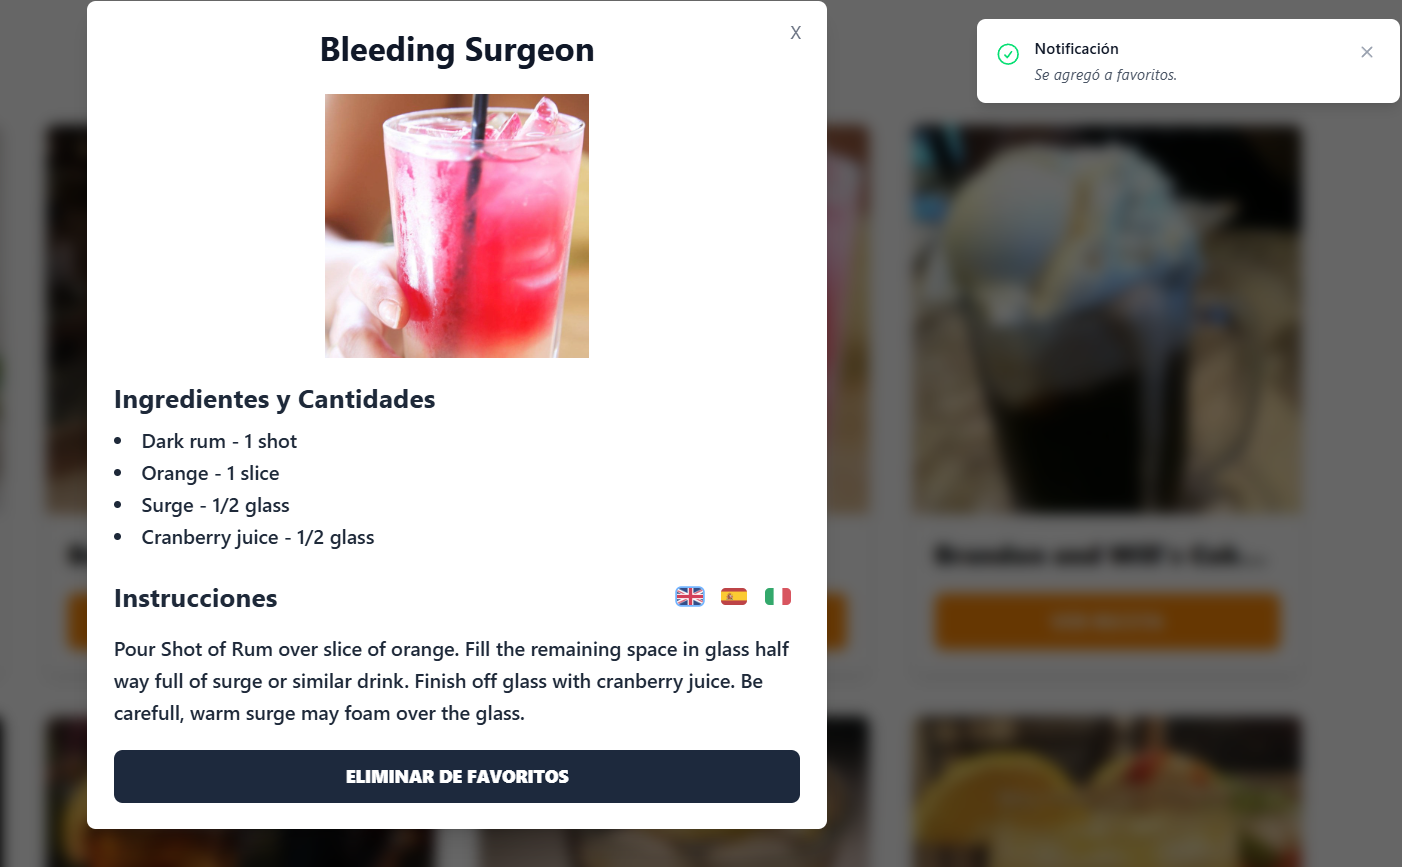 Bleeding Surgeon
X
Notificación
Se agregó a favoritos.
Ingredientes y Cantidades
Dark rum - 1 shot
Orange - 1 slice
Surge - 1/2 glass
Cranberry juice - 1/2 glass
Instrucciones
Pour Shot of Rum over slice of orange. Fill the remaining space in glass half
way full of surge or similar drink. Finish off glass with cranberry juice. Be
carefull, warm surge may foam over the glass.
ELIMINAR DE FAVORITOS